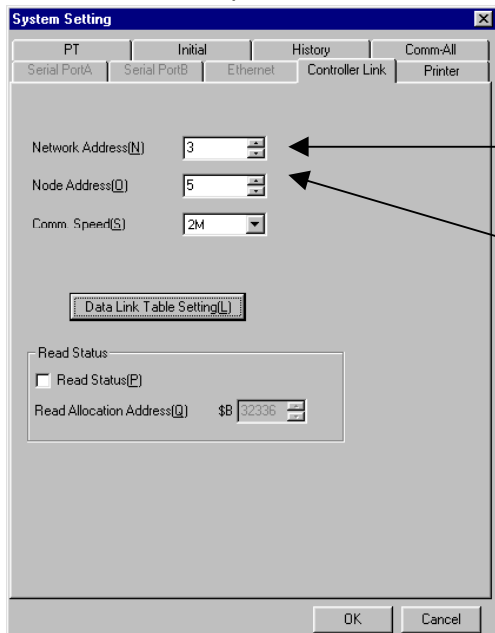 System Setting
PT Initial History Comm-All
Serial PortA Serial PortB Ethernet Controller Link Printer
Network Address(N) 3
Node Address(O) 5
Comm. Speed(S) 2M
Data Link Table Setting(L)
Read Status
Read Status(P)
Read Allocation Address(Q) $B 32336
OK Cancel